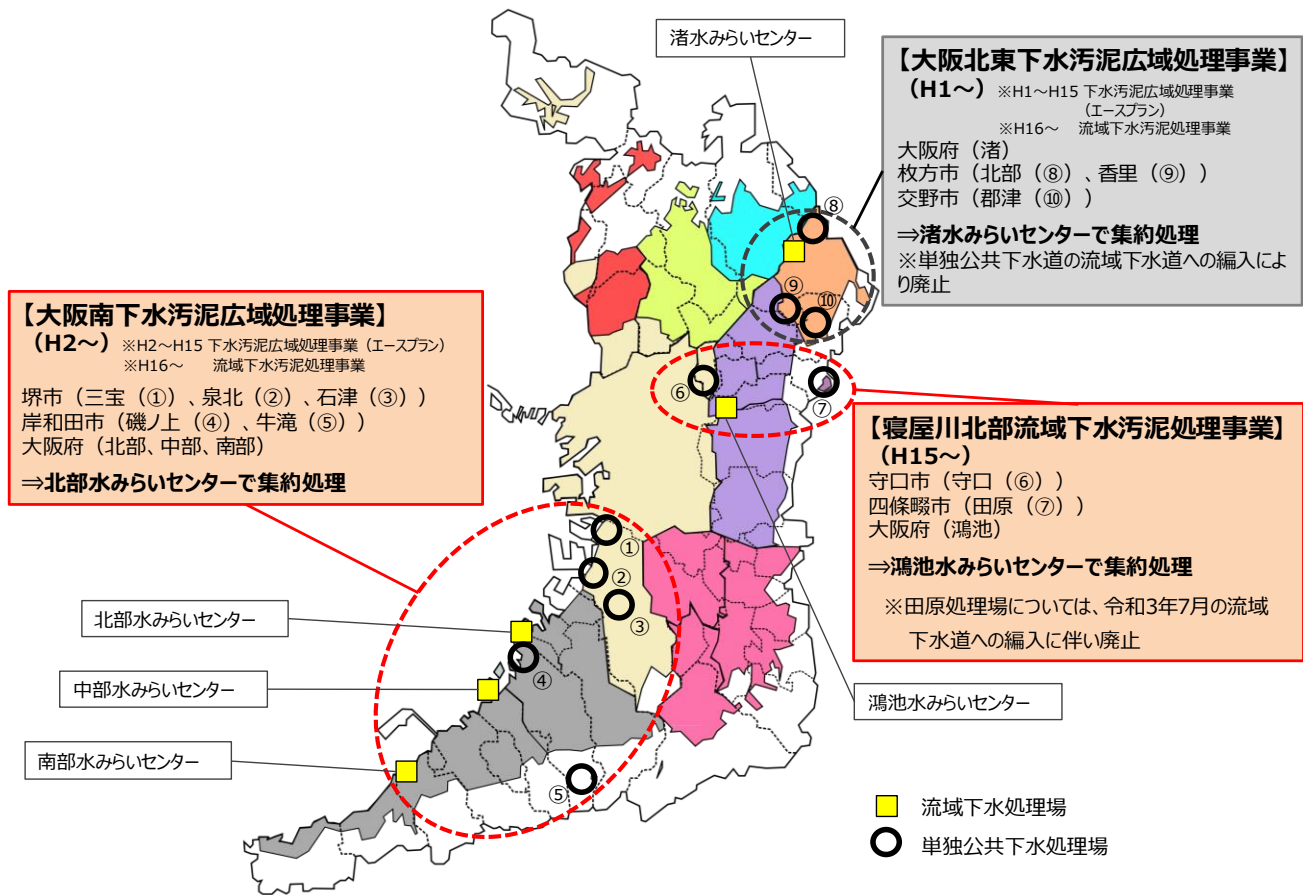 渚水みらいセンター
【大阪北東下水汚泥広域処理事業】
（H1～）※H1～H15 下水汚泥広域処理事業
（エースプラン）
※H16～　流域下水汚泥処理事業
大阪府（渚）
枚方市（北部（⑧）、香里（⑨））
交野市（郡津（⑩））
⇒渚水みらいセンターで集約処理
※単独公共下水道の流域下水道への編入によ
り廃止
⑧
⑨
⑩
【大阪南下水汚泥広域処理事業】
（H2～）※H2～H15 下水汚泥広域処理事業（エースプラン）
※H16～　流域下水汚泥処理事業
堺市（三宝（①）、泉北（②）、石津（③））
岸和田市（磯ノ上（④）、牛滝（⑤））
大阪府（北部、中部、南部）
⇒北部水みらいセンターで集約処理
⑥
⑦
【寝屋川北部流域下水汚泥処理事業】
（H15～）
守口市（守口（⑥））
四條畷市（田原（⑦））
大阪府（鴻池）
⇒鴻池水みらいセンターで集約処理
※田原処理場については、令和3年7月の流域
下水道への編入に伴い廃止
①
②
③
北部水みらいセンター
④
中部水みらいセンター
鴻池水みらいセンター
南部水みらいセンター
⑤
流域下水処理場
単独公共下水処理場